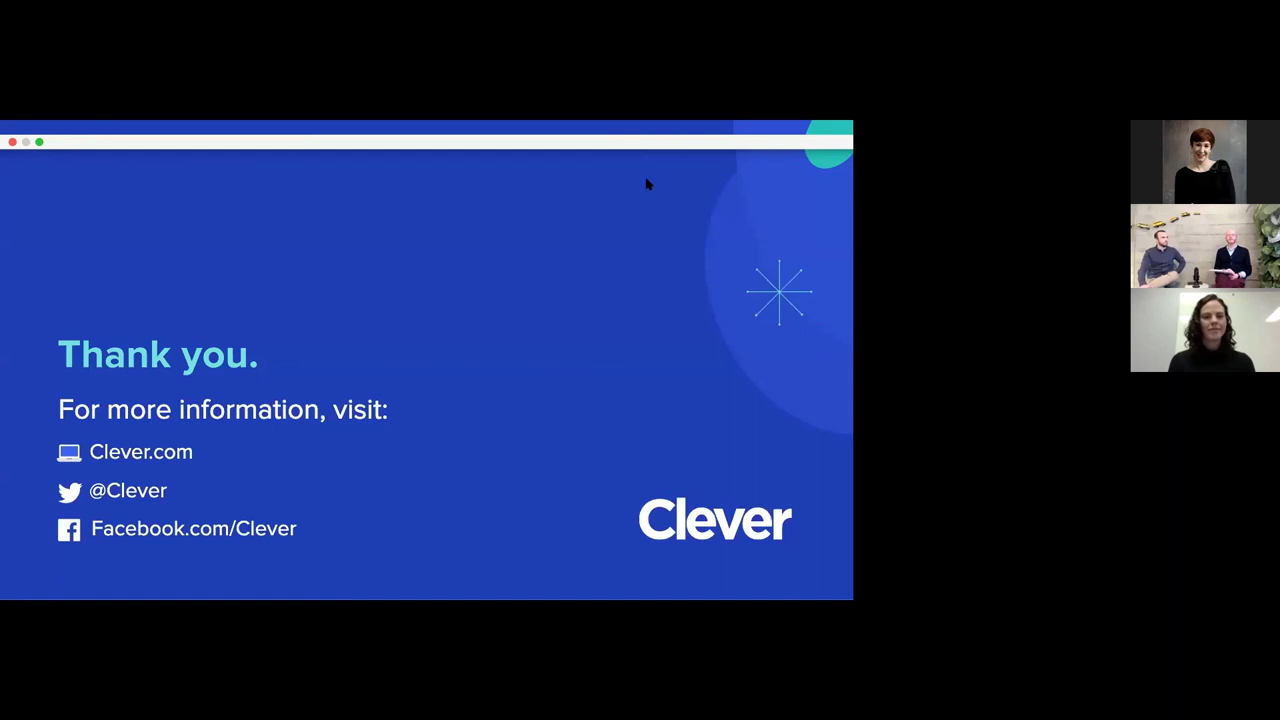 Thank you.
For more information, visit:
Clever.com
@Clever
Facebook.com/Clever
Clever